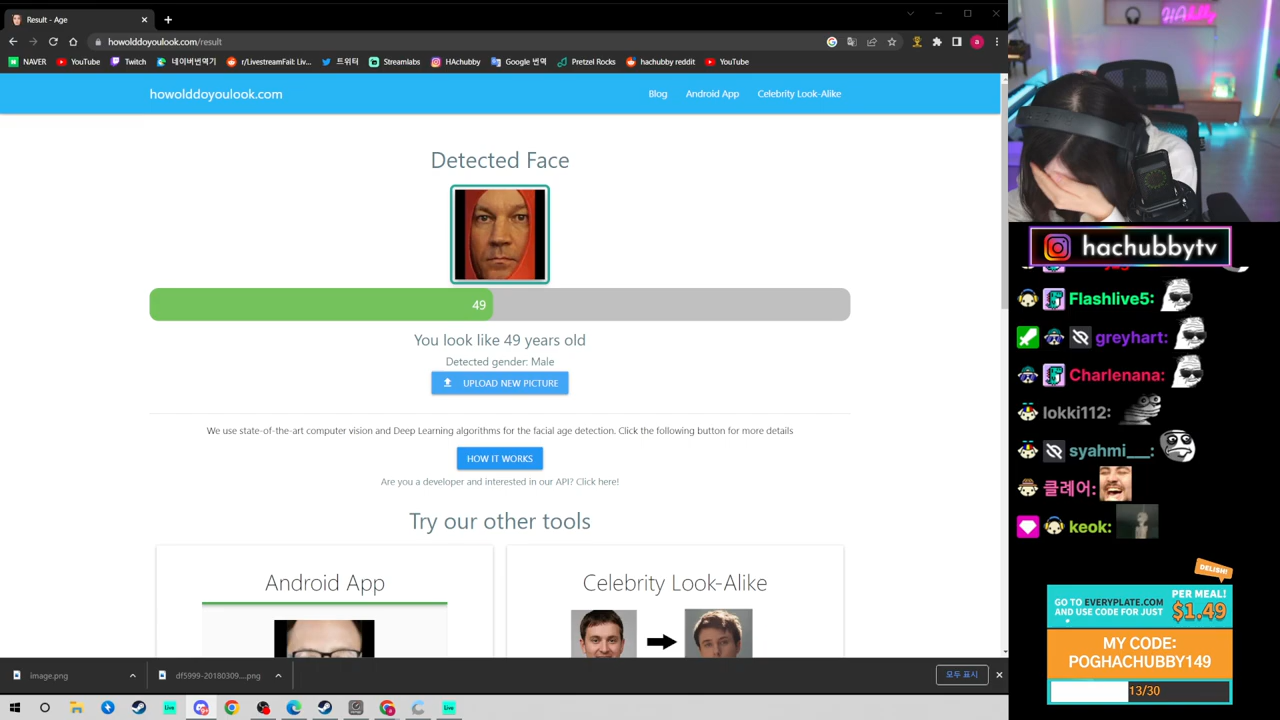 Result - Age
howolddoyoulook.com/result
NAVER
YouTube
Twitch
네이버번역기
r/LivestreamFail: Liv...
트위터
Streamlabs
HAchubby
Google 번역
Pretzel Rocks
hachubby reddit
YouTube
howolddoyoulook.com
Blog
Android App
Celebrity Look-Alike
Detected Face
49
You look like 49 years old
Detected gender: Male
UPLOAD NEW PICTURE
We use state-of-the-art computer vision and Deep Learning algorithms for the facial age detection. Click the following button for more details
HOW IT WORKS
Are you a developer and interested in our API? Click here!
Try our other tools
Android App
Celebrity Look-Alike
image.png
df5999-20180309....png
모두 표시
hachubbytv
Flashlive5:
greyhart:
Charlenana:
lokki112:
syahmi___:
클레어:
keok:
DELISH!
GO TO EVERYPLATE.COM
AND USE CODE FOR JUST
PER MEAL!
$1.49
MY CODE:
POGHACHUBBY149
13/30